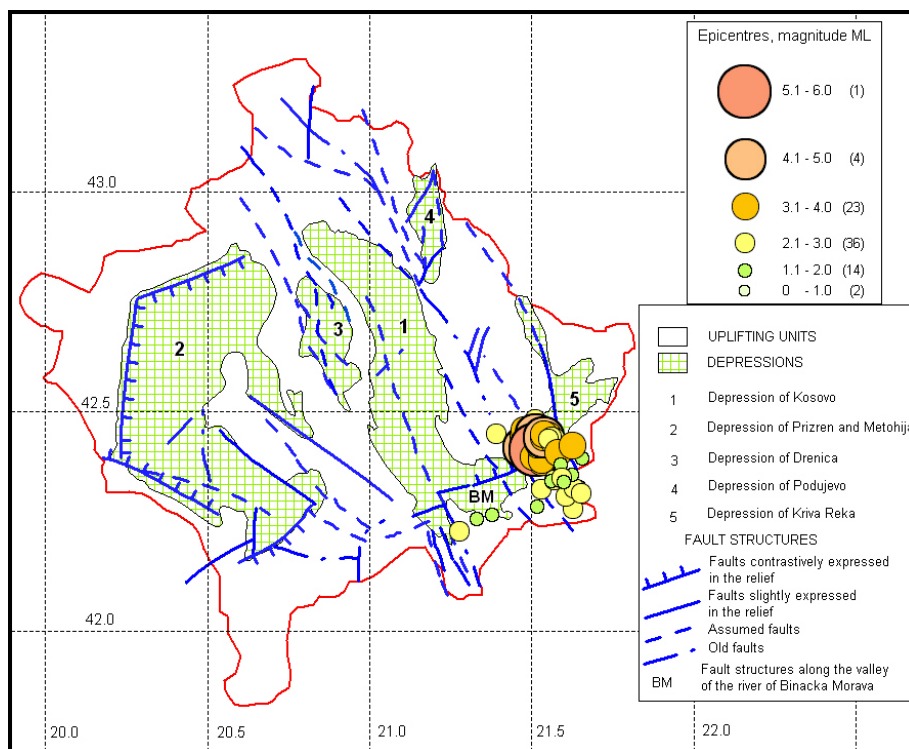 Epicentres, magnitude ML
5.1 - 6.0 (1)
4.1 - 5.0 (4)
3.1 - 4.0 (23)
2.1 - 3.0 (36)
1.1 - 2.0 (14)
0 - 1.0 (2)
UPLIFTING UNITS
DEPRESSIONS
1 Depression of Kosovo
2 Depression of Prizren and Metohija
3 Depression of Drenica
4 Depression of Podujevo
5 Depression of Kriva Reka
FAULT STRUCTURES
Faults contrastively expressed
in the relief
Faults slightly expressed
in the relief
Assumed faults
Old faults
BM Fault structures along the valley
of the river of Binacka Morava
43.0
42.5
42.0
4
3
1
2
5
BM
20.0 20.5 21.0 21.5 22.0